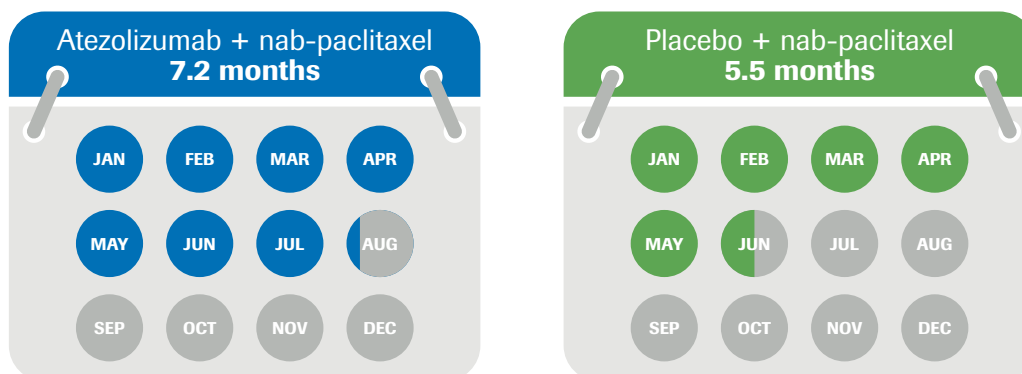 Atezolizumab + nab-paclitaxel
7.2 months
JAN FEB MAR APR
MAY JUN JUL AUG
SEP OCT NOV DEC
Placebo + nab-paclitaxel
5.5 months
JAN FEB MAR APR
MAY JUN JUL AUG
SEP OCT NOV DEC